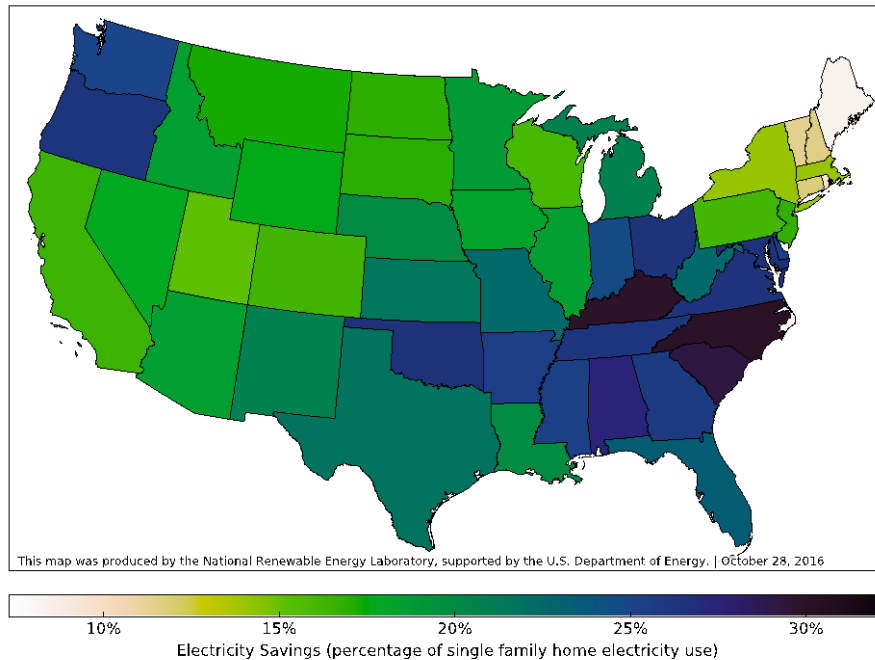 This map was produced by the National Renewable Energy Laboratory, supported by the U.S. Department of Energy. | October 28, 2016
10% 15% 20% 25% 30%
Electricity Savings (percentage of single family home electricity use)